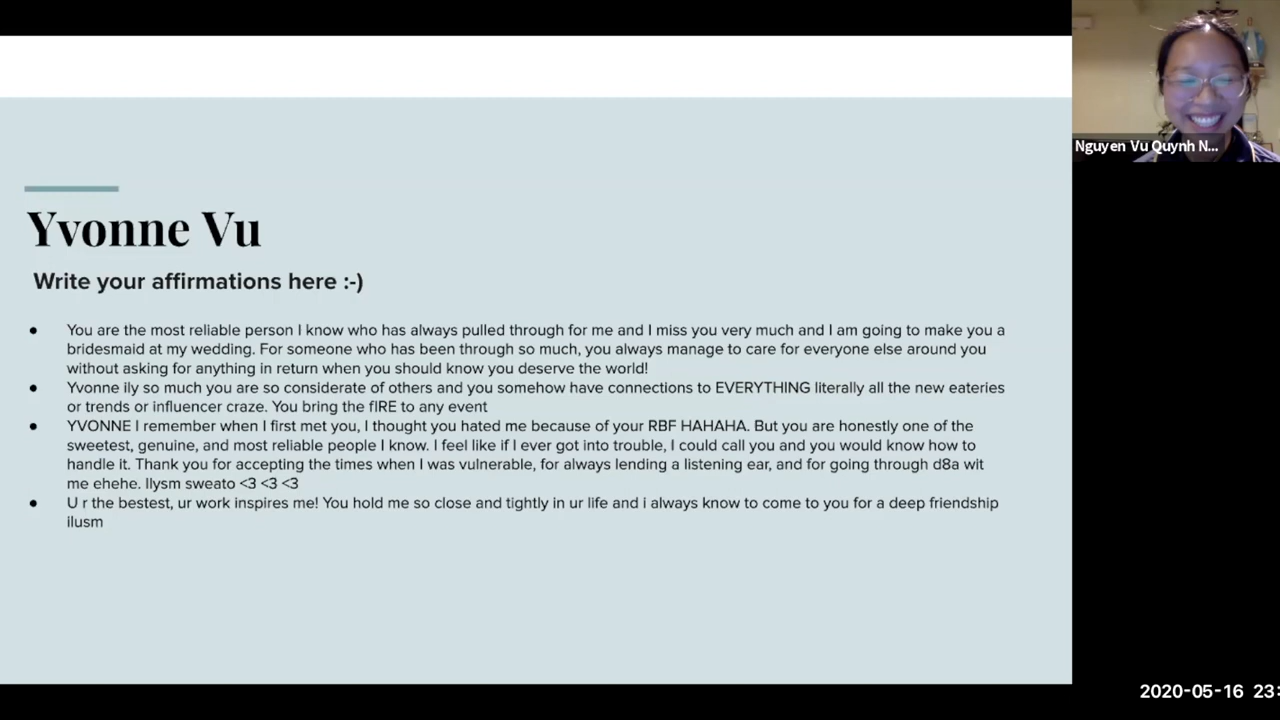 Yvonne Vu
Write your affirmations here :-)
● You are the most reliable person I know who has always pulled through for me and I miss you very much and I am going to make you a
bridesmaid at my wedding. For someone who has been through so much, you always manage to care for everyone else around you
without asking for anything in return when you should know you deserve the world!
● Yvonne ily so much you are so considerate of others and you somehow have connections to EVERYTHING literally all the new eateries
or trends or influencer craze. You bring the fIRE to any event
● YVONNE I remember when I first met you, I thought you hated me because of your RBF HAHAHA. But you are honestly one of the
sweetest, genuine, and most reliable people I know. I feel like if I ever got into trouble, I could call you and you would know how to
handle it. Thank you for accepting the times when I was vulnerable, for always lending a listening ear, and for going through d8a wit
me ehehe. Ilysm sweato <3 <3 <3
● U r the bestest, ur work inspires me! You hold me so close and tightly in ur life and i always know to come to you for a deep friendship
ilusm
Nguyen Vu Quynh N...
2020-05-16 23: